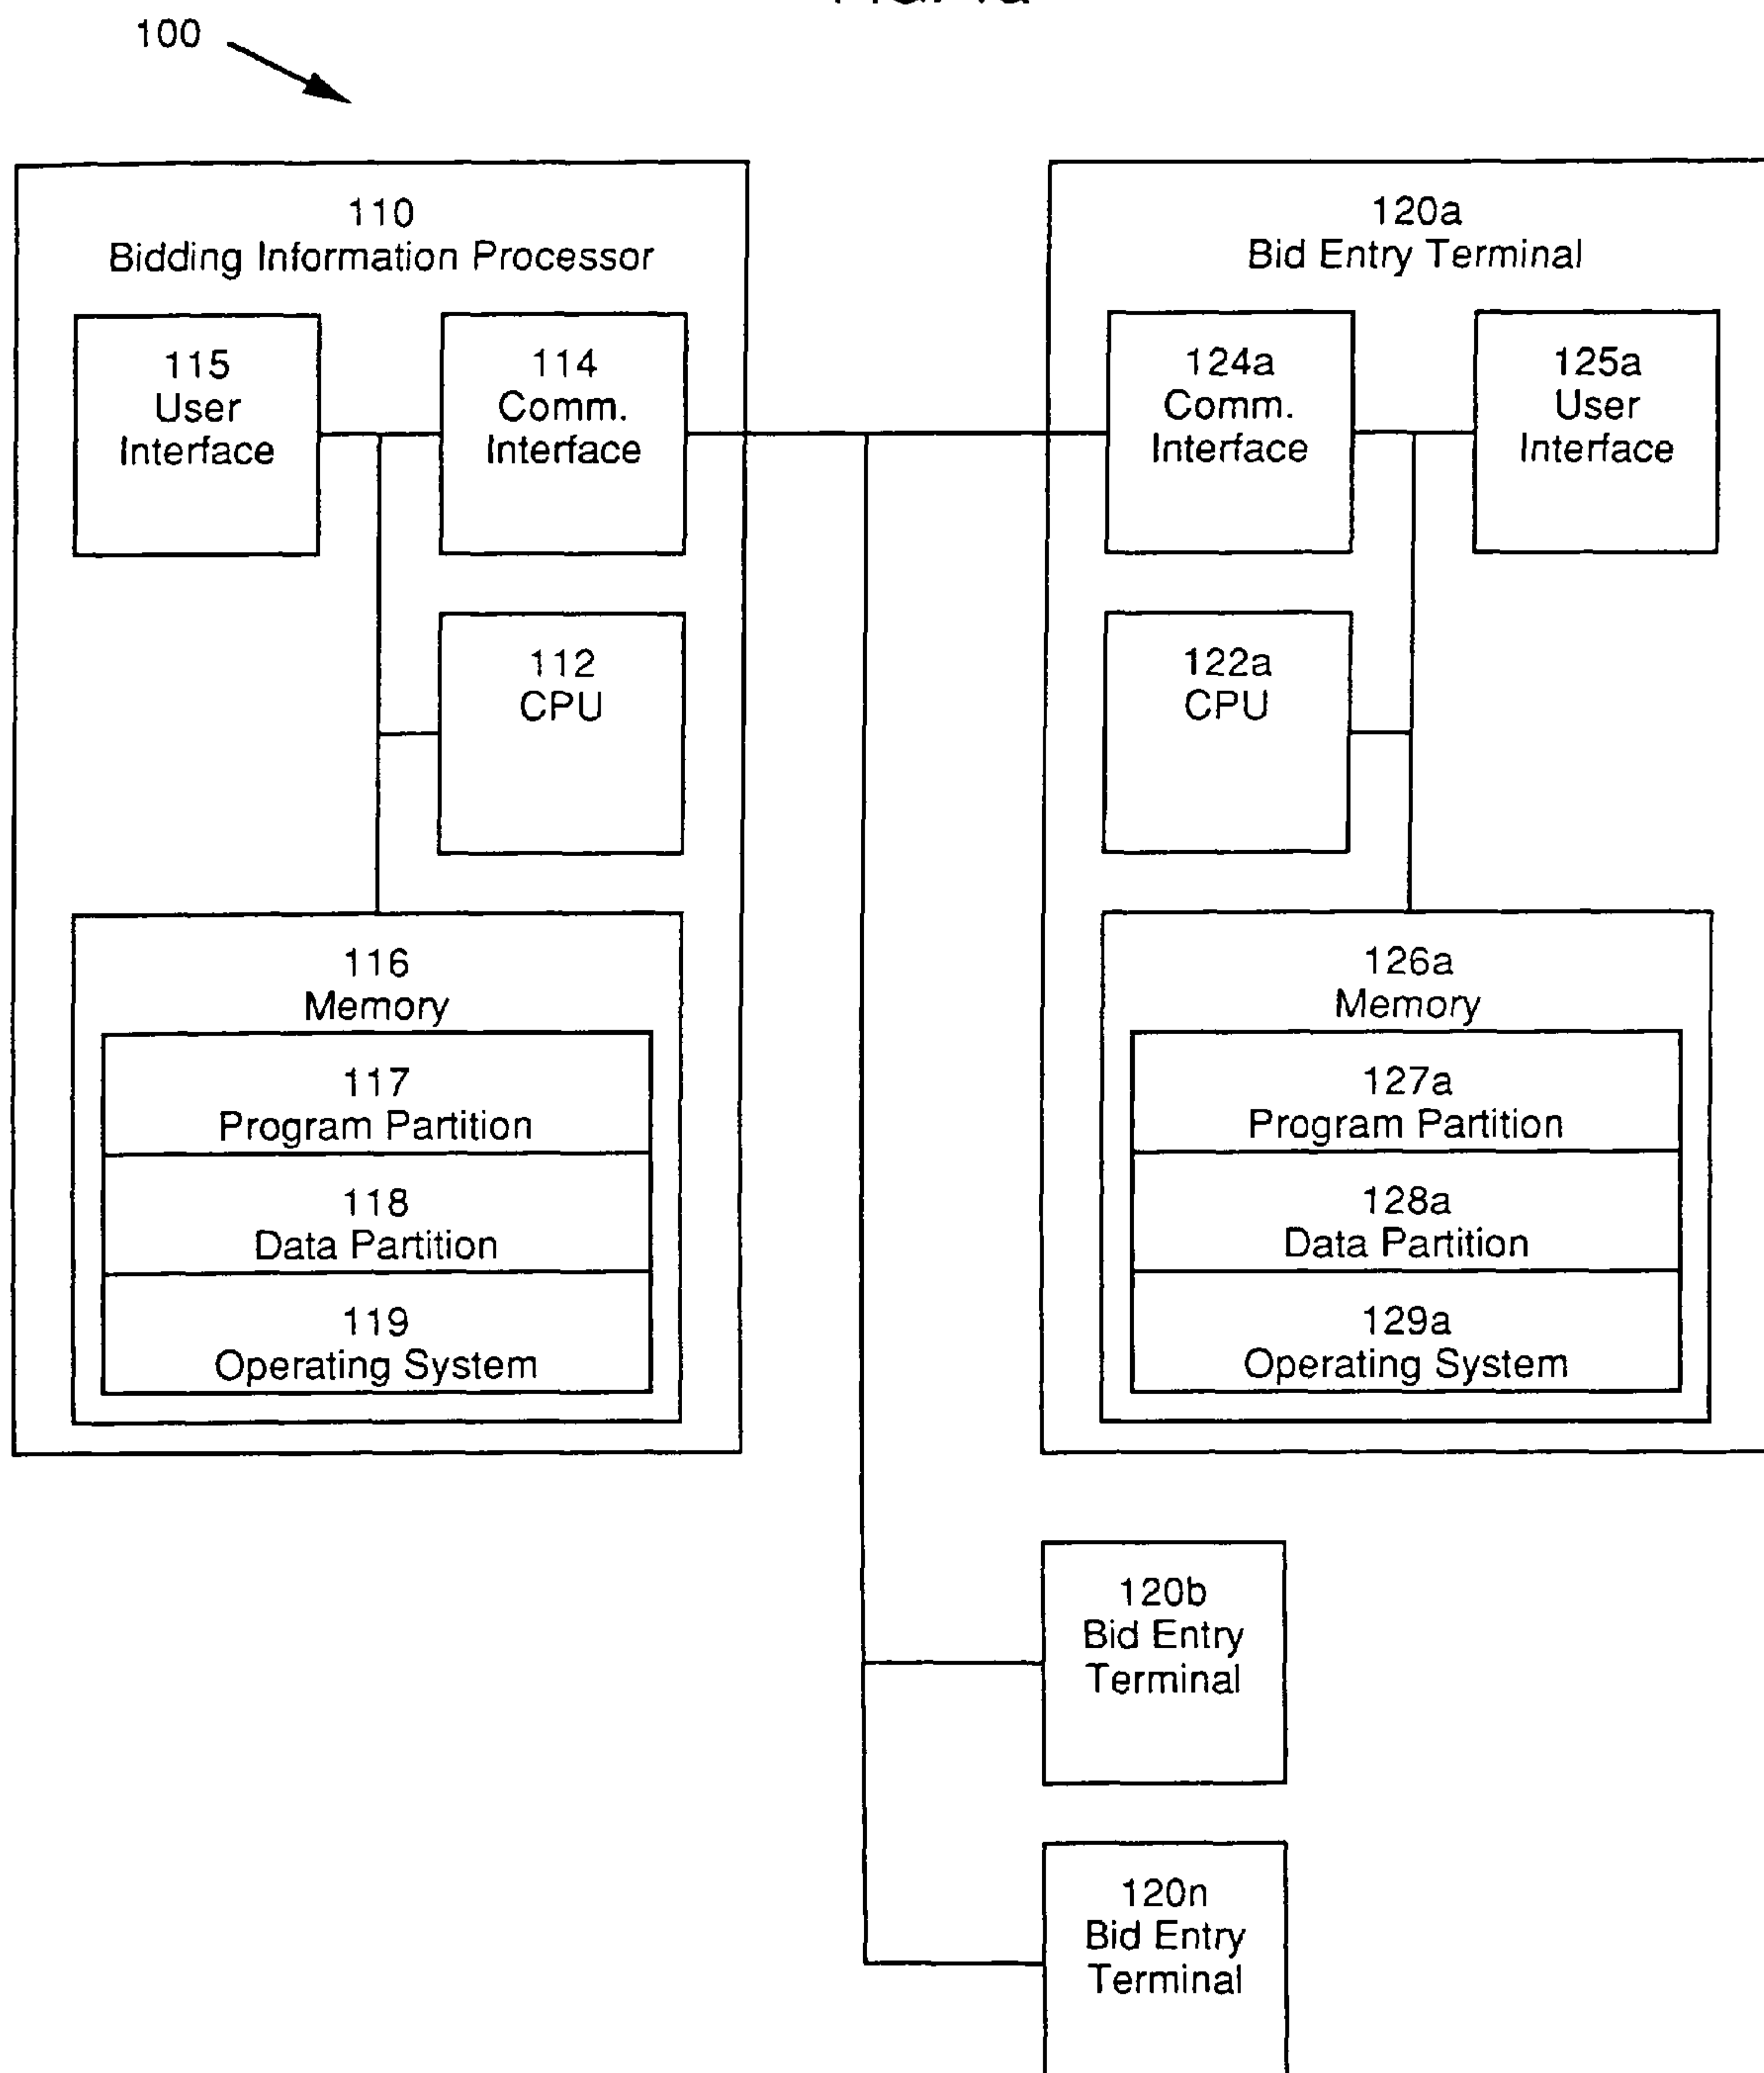 100
110
Bidding Information Processor
115
User
Interface
114
Comm.
Interface
112
CPU
116
Memory
117
Program Partition
118
Data Partition
119
Operating System
120a
Bid Entry Terminal
124a
Comm.
Interface
125a
User
Interface
122a
CPU
126a
Memory
127a
Program Partition
128a
Data Partition
129a
Operating System
120b
Bid Entry
Terminal
120n
Bid Entry
Terminal